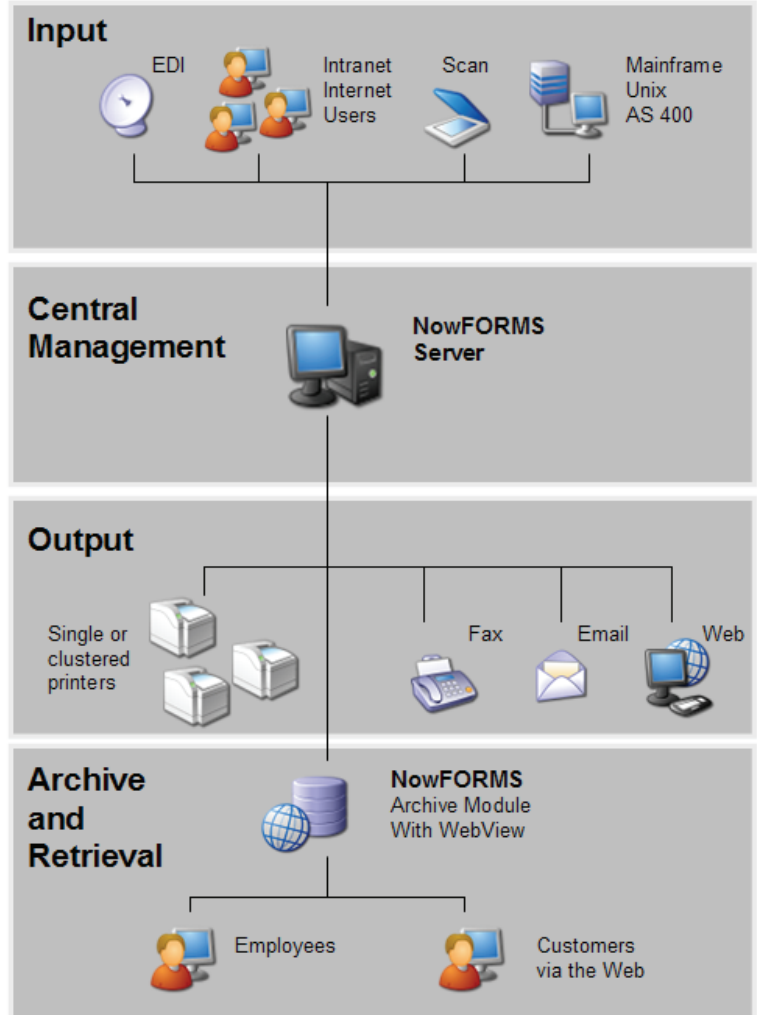 Input
EDI
Intranet
Internet
Users
Scan
Mainframe
Unix
AS 400
Central
Management
NowFORMS
Server
Output
Single or
clustered
printers
Fax
Email
Web
Archive
and
Retrieval
NowFORMS
Archive Module
With WebView
Employees
Customers
via the Web